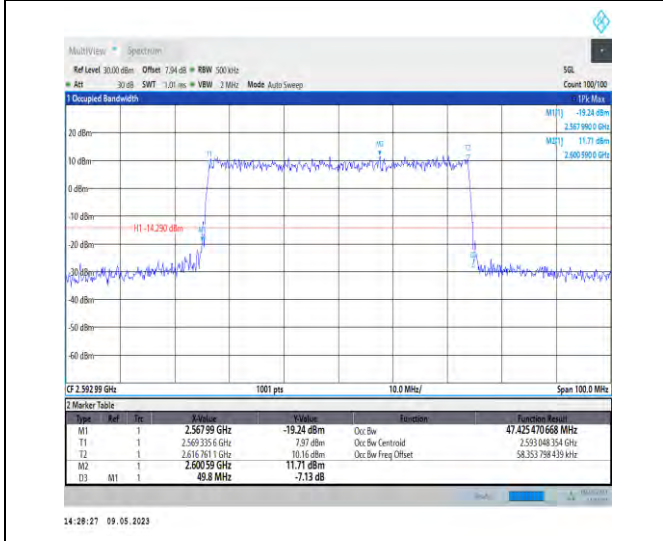 MultiView Spectrum
Ref Level 30.00 dBm Offset 7.94 dB RBW 500 kHz SGL
Att 30 dB SWT 1.01 ms VBW 2 MHz Mode Auto Sweep Count 100/100
1 Occupied Bandwidth 1Pk Max
M1[1] -19.24 dBm
2.567 990 0 GHz
M2[1] 11.71 dBm
2.600 590 0 GHz
20 dBm
M2
T1
10 dBm
0 dBm
-10 dBm
H1 -14.290 dBm
-20 dBm
-30 dBm
-40 dBm
-50 dBm
-60 dBm
CF 2.592 99 GHz 1001 pts 10.0 MHz/ Span 100.0 MHz
2 Marker Table
Type Ref Trc X-Value Y-Value Function Function Result
M1 1 2.567 99 GHz -19.24 dBm Occ Bw 47.425 470 668 MHz
T1 1 2.569 335 6 GHz 7.97 dBm Occ Bw Centroid 2.593 048 354 GHz
T2 1 2.616 761 1 GHz 10.16 dBm Occ Bw Freq Offset 58.353 798 439 kHz
M2 1 2.600 59 GHz 11.71 dBm
D3 M1 1 49.8 MHz -7.13 dB
14:28:27 09.05.2023